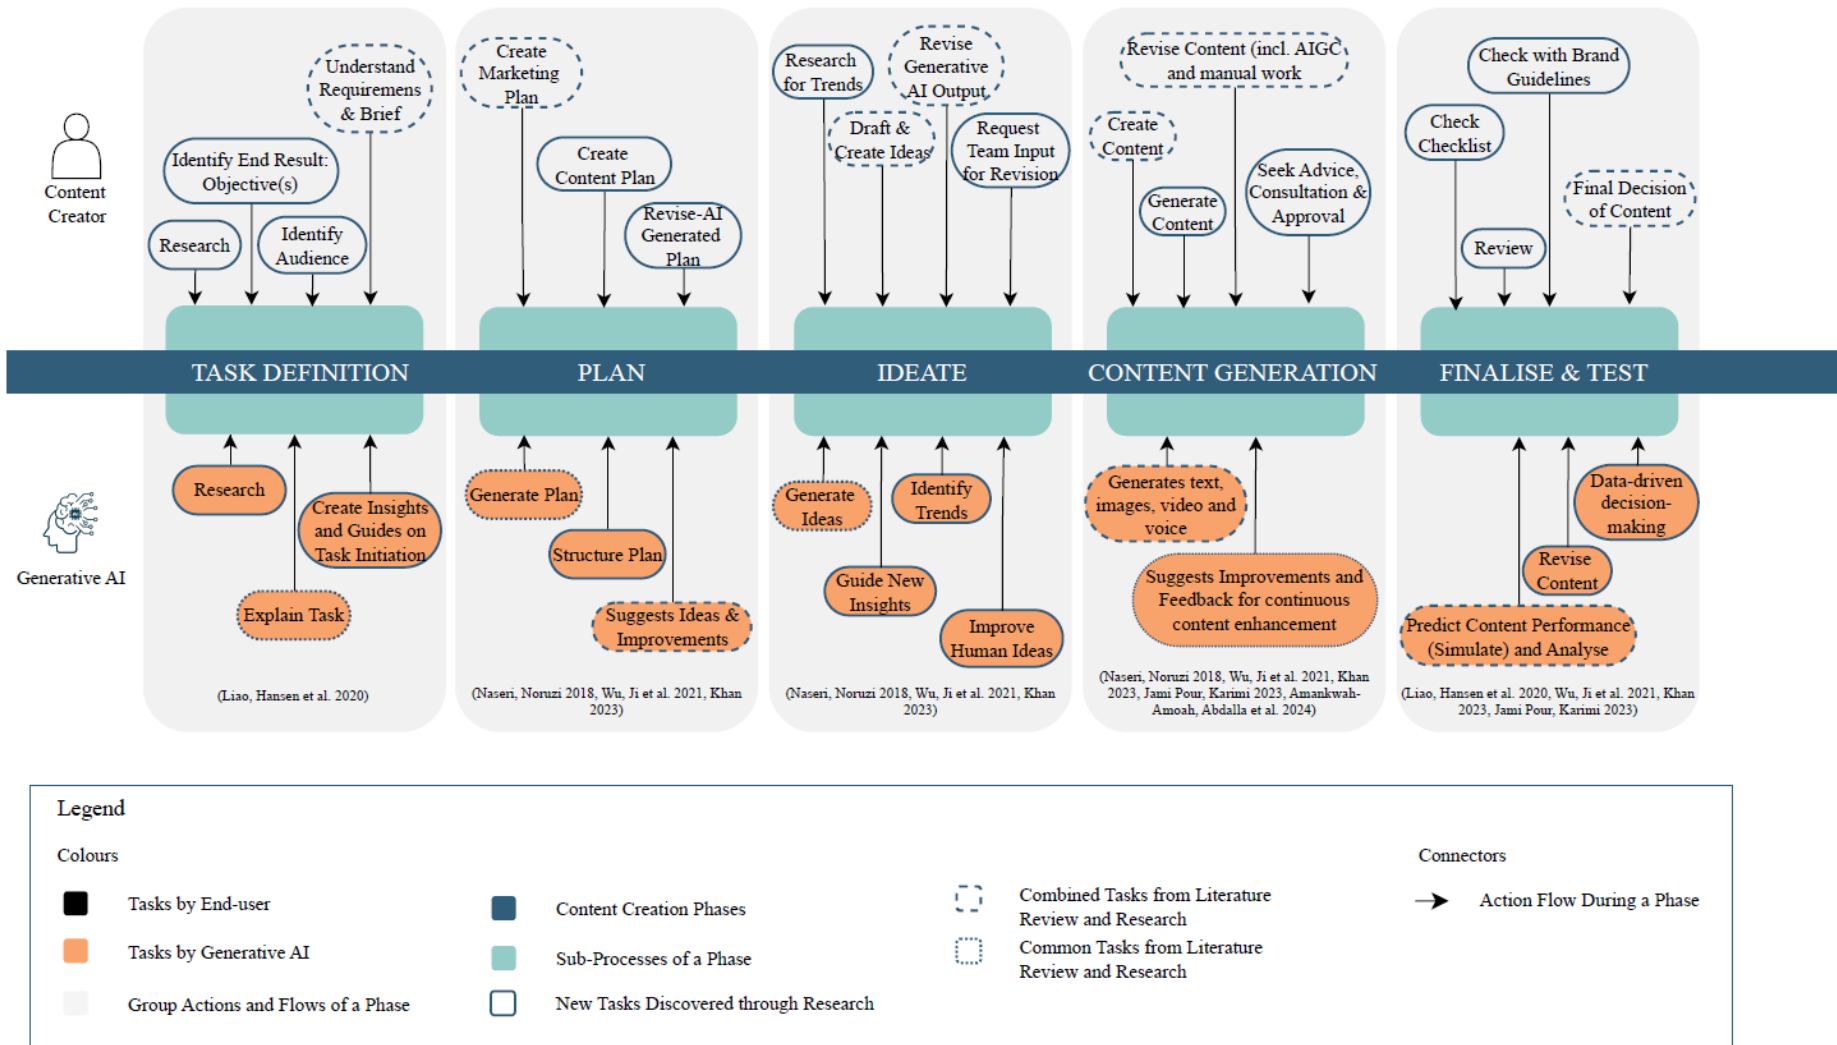 Understand
Requiremens
& Brief
Identify End Result:
Objective(s)
Research
Identify
Audience
Create
Marketing
Plan
Create
Content Plan
Revise-AI
Generated
Plan
Research
for Trends
Revise
Generative
AI Output
Draft &
Create Ideas
Request
Team Input
for Revision
Revise Content (incl. AIGC
and manual work
Create
Content
Generate
Content
Seek Advice,
Consultation &
Approval
Check with Brand
Guidelines
Check
Checklist
Review
Final Decision
of Content
Content
Creator
TASK DEFINITION
PLAN
IDEATE
CONTENT GENERATION
FINALISE & TEST
Generative AI
Research
Create Insights
and Guides on
Task Initiation
Explain Task
(Liao, Hansen et al. 2020)
Generate Plan
Structure Plan
Suggests Ideas &
Improvements
(Naseri, Noruzi 2018, Wu, Ji et al. 2021, Khan
2023)
Generate
Ideas
Identify
Trends
Guide New
Insights
Improve
Human Ideas
(Naseri, Noruzi 2018, Wu, Ji et al. 2021, Khan
2023)
Generates text,
images, video and
voice
Suggests Improvements and
Feedback for continuous
content enhancement
(Naseri, Noruzi 2018, Wu, Ji et al. 2021, Khan
2023, Jami Pour, Karimi 2023, Amankwah-
Amoah, Abdalla et al. 2024)
Data-driven
decision-
making
Revise
Content
Predict Content Performance
(Simulate) and Analyse
(Liao, Hansen et al. 2020, Wu, Ji et al. 2021, Khan
2023, Jami Pour, Karimi 2023)
Legend
Colours
Tasks by End-user
Tasks by Generative AI
Group Actions and Flows of a Phase
Content Creation Phases
Sub-Processes of a Phase
New Tasks Discovered through Research
Combined Tasks from Literature
Review and Research
Common Tasks from Literature
Review and Research
Connectors
Action Flow During a Phase